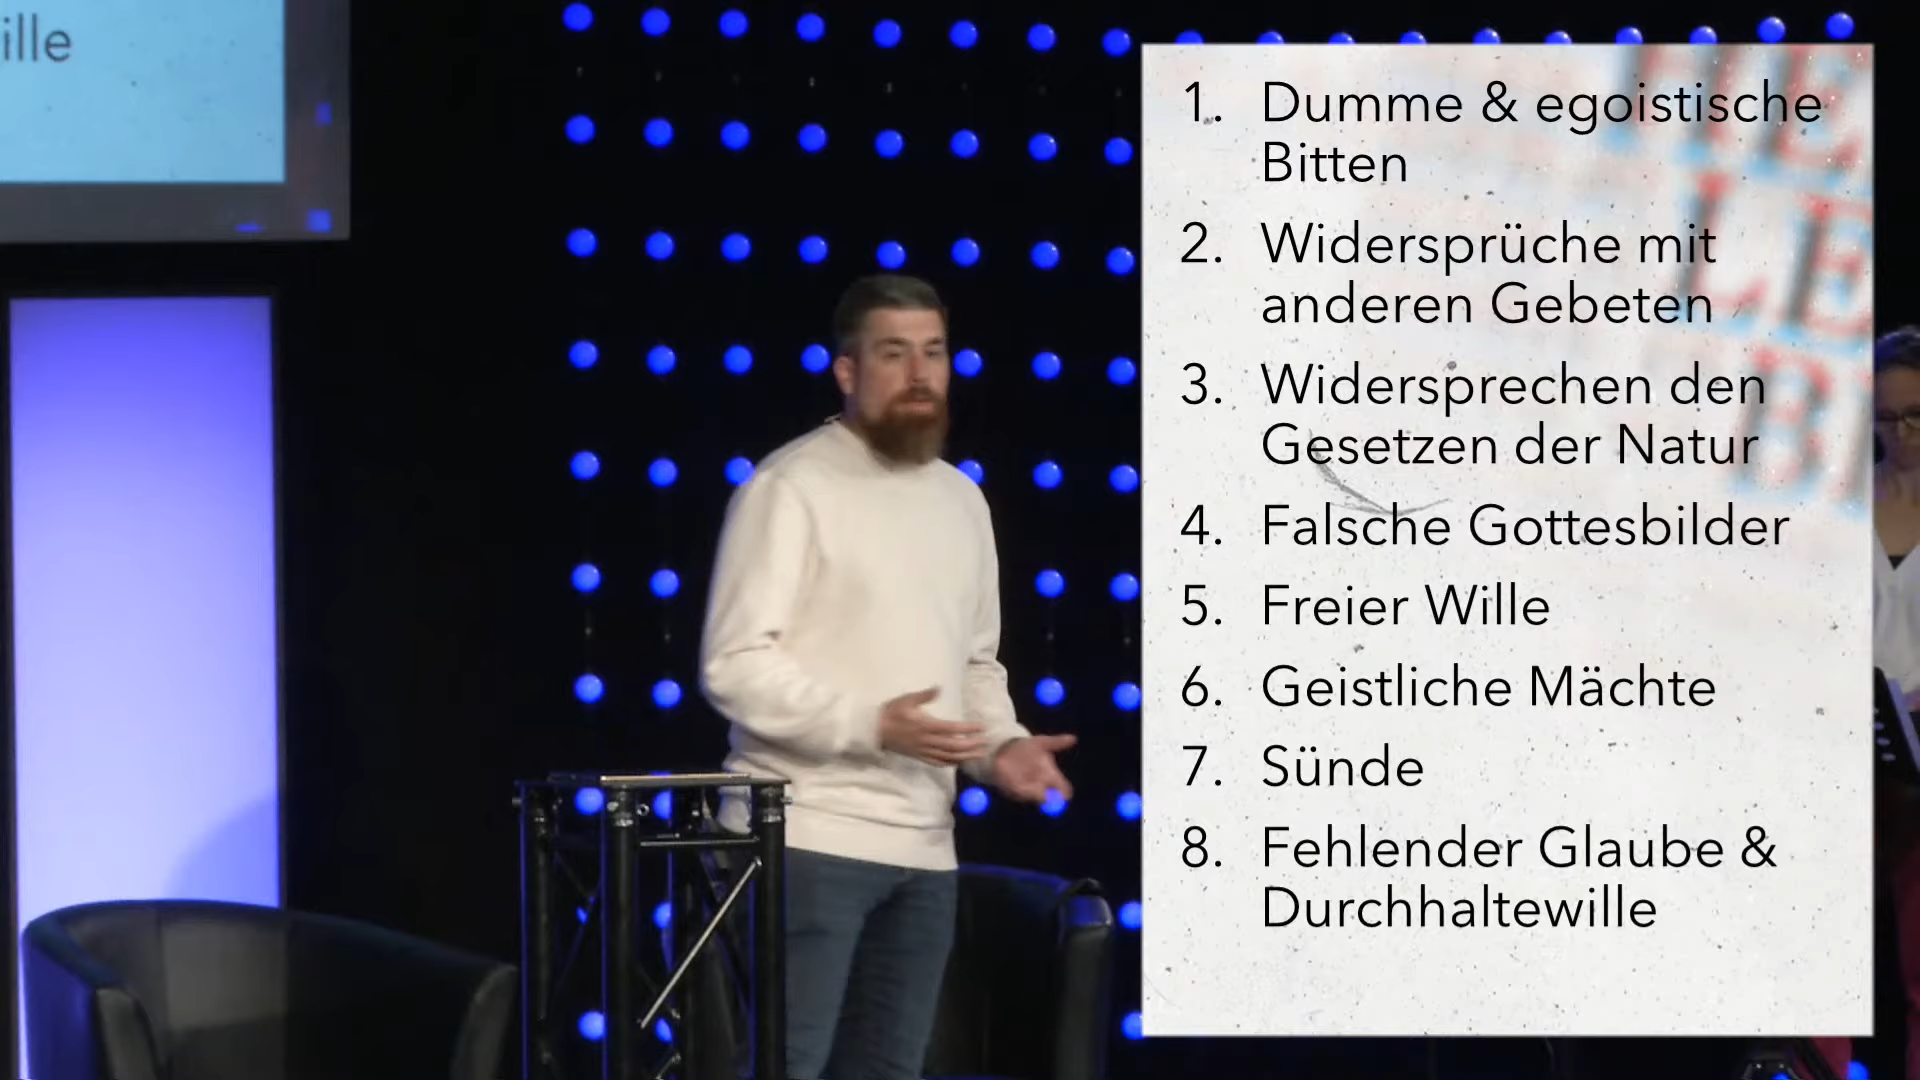 ille
1. Dumme & egoistische
Bitten
2. Widersprüche mit
anderen Gebeten
3. Widersprechen den
Gesetzen der Natur
4. Falsche Gottesbilder
5. Freier Wille
6. Geistliche Mächte
7. Sünde
8. Fehlender Glaube &
Durchhaltewille